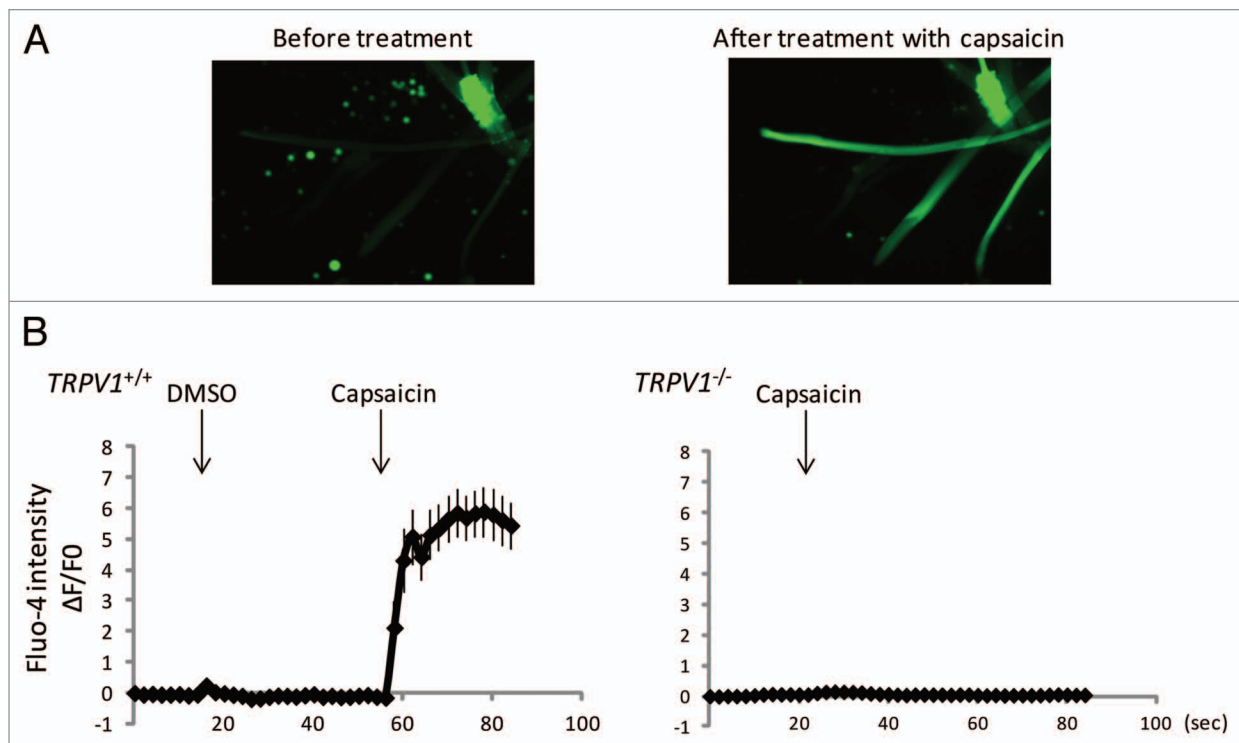 A
Before treatment
After treatment with capsaicin
B
TRPV1+/+
DMSO
Capsaicin
TRPV1-/-
Capsaicin
Fluo-4 intensity
ΔF/F0
8
7
6
5
4
3
2
1
0
-1
20
40
60
80
100
8
7
6
5
4
3
2
1
0
-1
20
40
60
80
100
(sec)